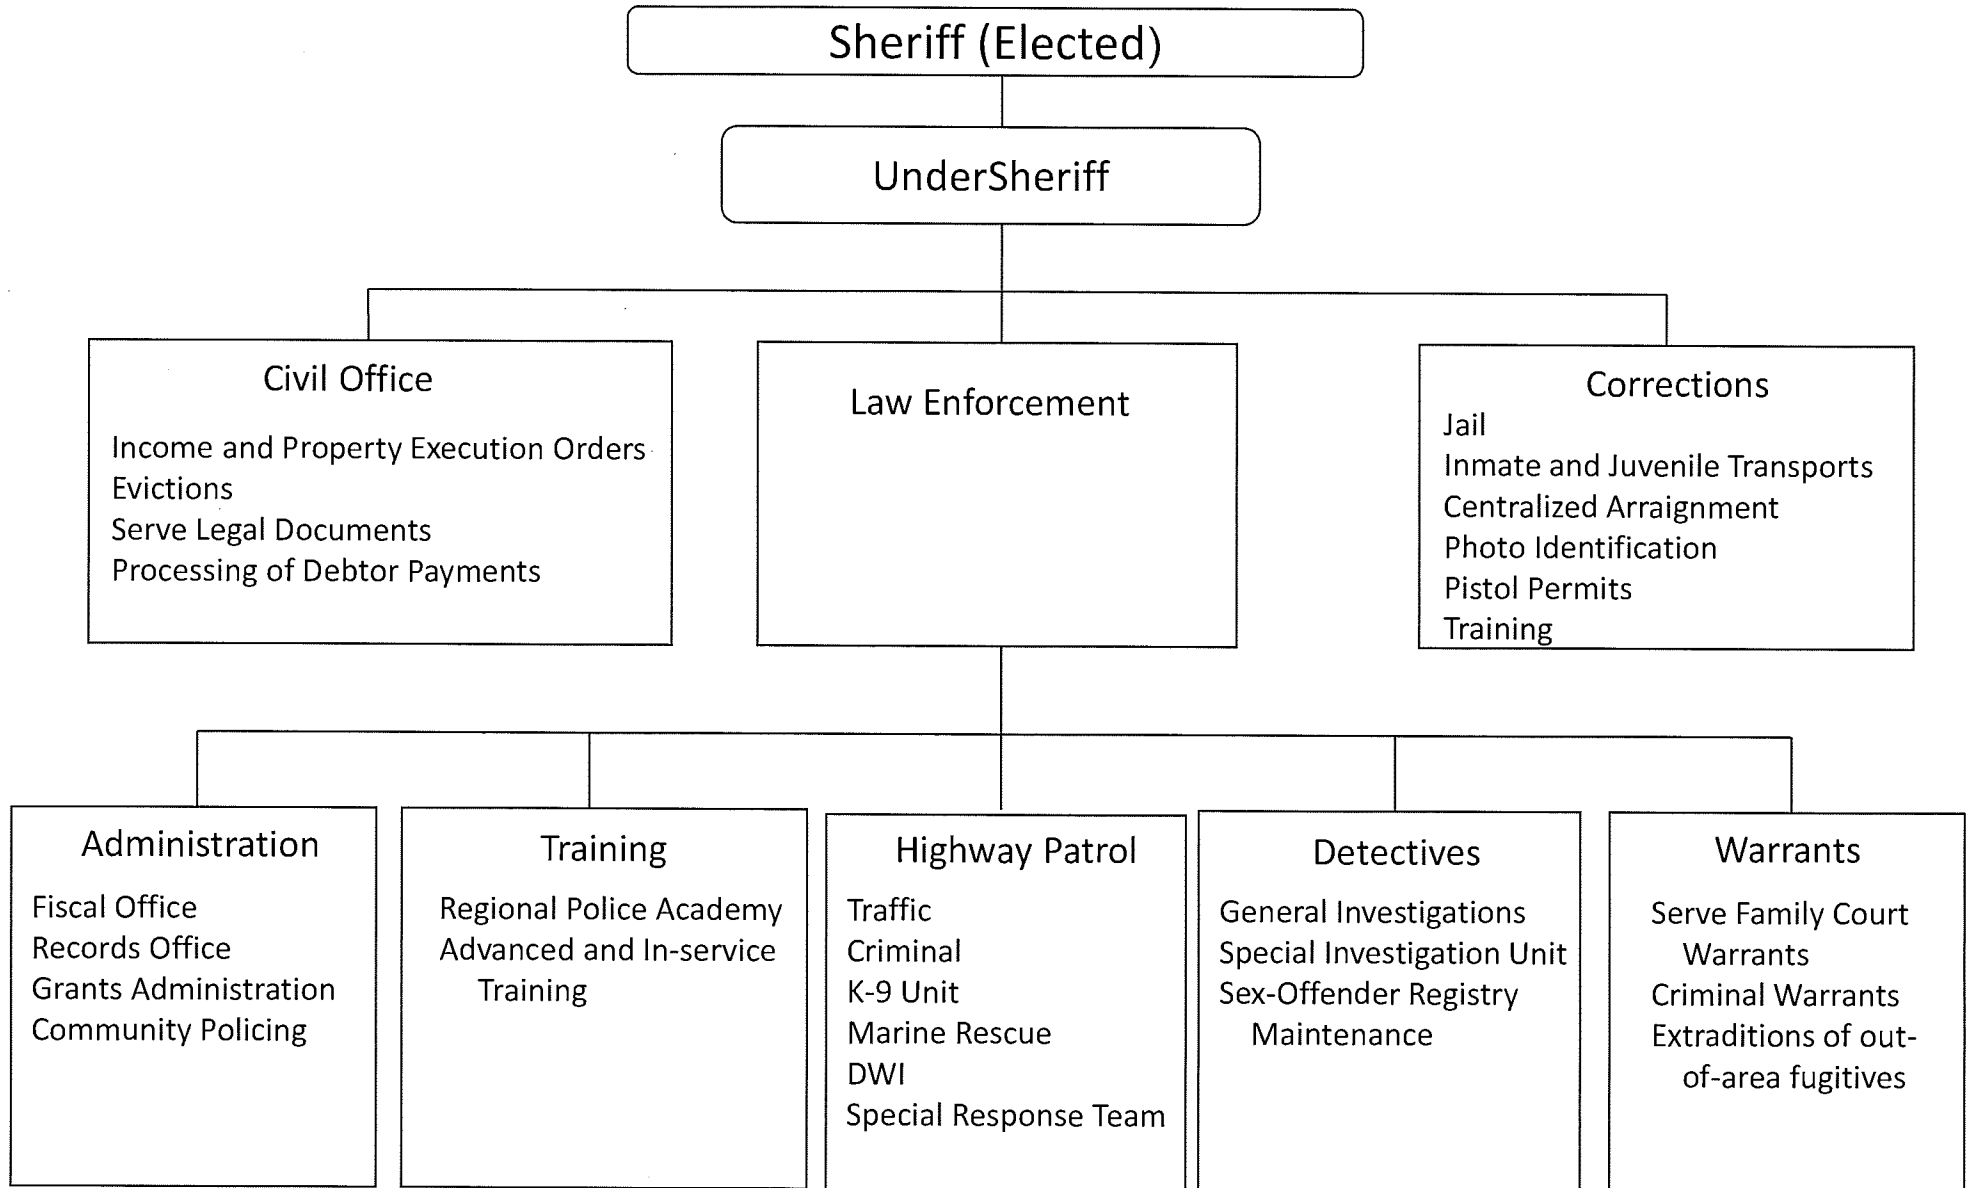 Sheriff (Elected)
UnderSheriff
Civil Office
Income and Property Execution Orders
Evictions
Serve Legal Documents
Processing of Debtor Payments
Law Enforcement
Corrections
Jail
Inmate and Juvenile Transports
Centralized Arraignment
Photo Identification
Pistol Permits
Training
Administration
Fiscal Office
Records Office
Grants Administration
Community Policing
Training
Regional Police Academy
Advanced and In-service
Training
Highway Patrol
Traffic
Criminal
K-9 Unit
Marine Rescue
DWI
Special Response Team
Detectives
General Investigations
Special Investigation Unit
Sex-Offender Registry
Maintenance
Warrants
Serve Family Court
Warrants
Criminal Warrants
Extraditions of out-
of-area fugitives